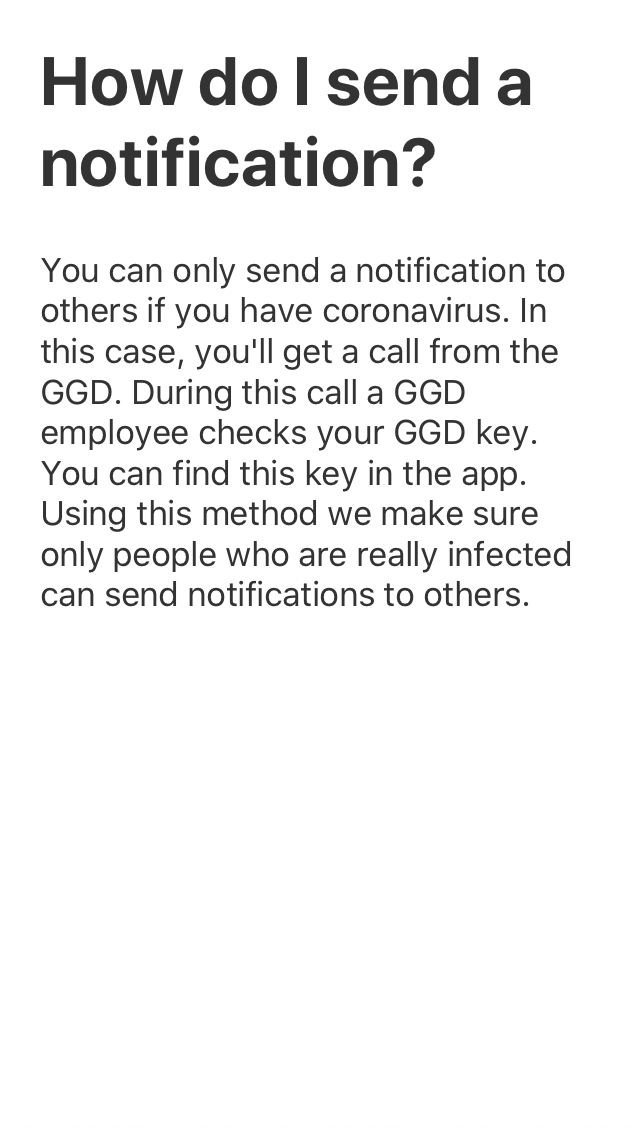 How do I send a
notification?
You can only send a notification to
others if you have coronavirus. In
this case, you'll get a call from the
GGD. During this call a GGD
employee checks your GGD key.
You can find this key in the app.
Using this method we make sure
only people who are really infected
can send notifications to others.